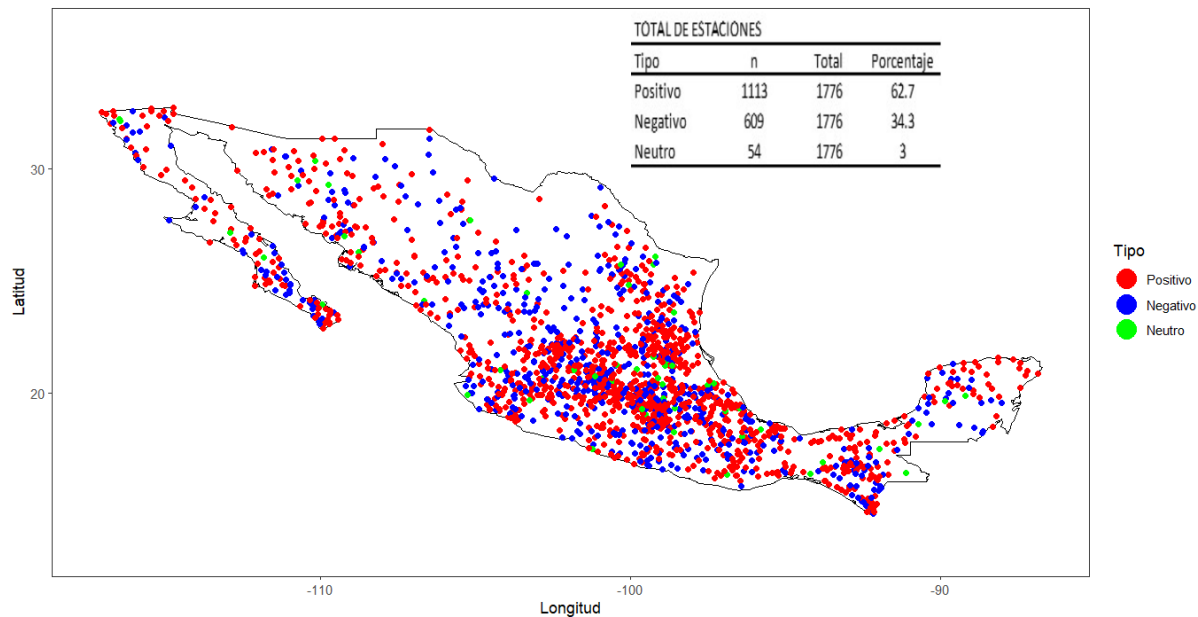 TOTAL DE ESTACIONES
Tipo n Total Porcentaje
Positivo 1113 1776 62.7
Negativo 609 1776 34.3
Neutro 54 1776 3
30
20
Latitud
-110 -100 -90
Longitud
Tipo
Positivo
Negativo
Neutro